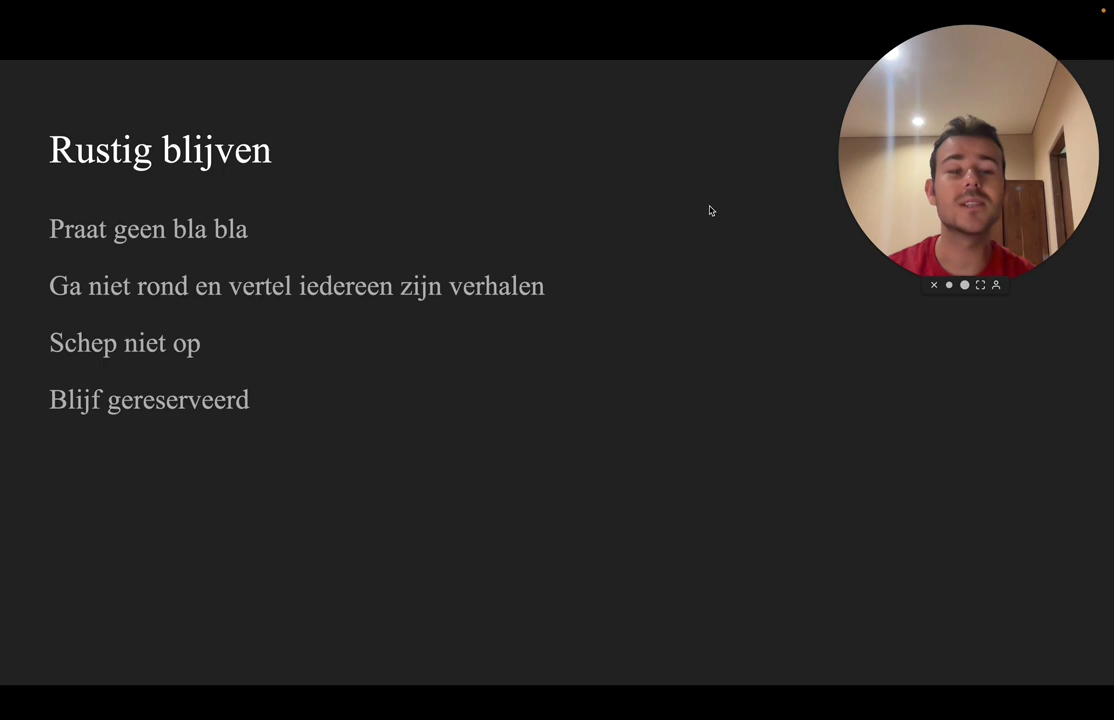 Rustig blijven
Praat geen bla bla
Ga niet rond en vertel iedereen zijn verhalen
Schep niet op
Blijf gereserveerd